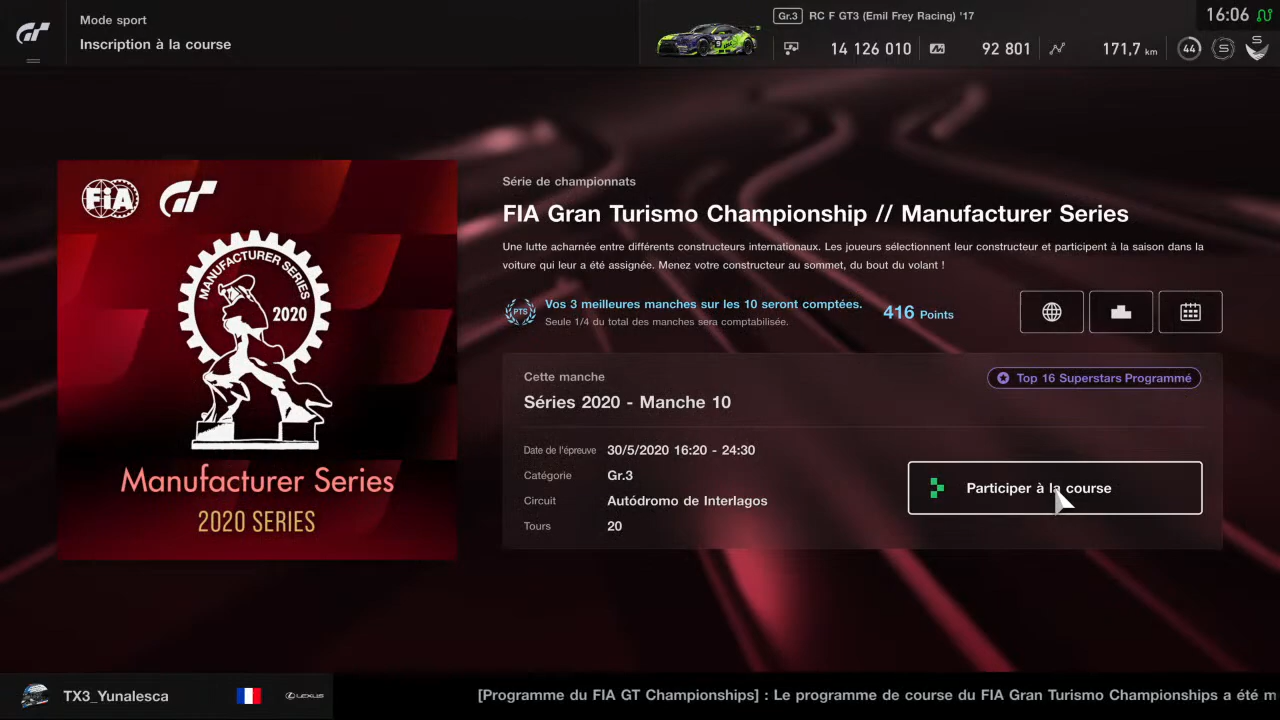 Mode sport
Inscription à la course
Gr.3 RC F GT3 (Emil Frey Racing) '17
14 126 010
92 801
171,7 km
44
S
S
16:06
FiA GT
MANUFACTURER SERIES
2020
Manufacturer Series
2020 SERIES
Série de championnats
FIA Gran Turismo Championship // Manufacturer Series
Une lutte acharnée entre différents constructeurs internationaux. Les joueurs sélectionnent leur constructeur et participent à la saison dans la
voiture qui leur a été assignée. Menez votre constructeur au sommet, du bout du volant !
PTS
Vos 3 meilleures manches sur les 10 seront comptées.
Seule 1/4 du total des manches sera comptabilisée.
416 Points
Cette manche
Top 16 Superstars Programmé
Séries 2020 - Manche 10
Date de l'épreuve 30/5/2020 16:20 - 24:30
Catégorie Gr.3
Circuit Autódromo de Interlagos
Tours 20
Participer à la course
TX3_Yunalesca
LEXUS
[Programme du FIA GT Championships] : Le programme de course du FIA Gran Turismo Championships a été m